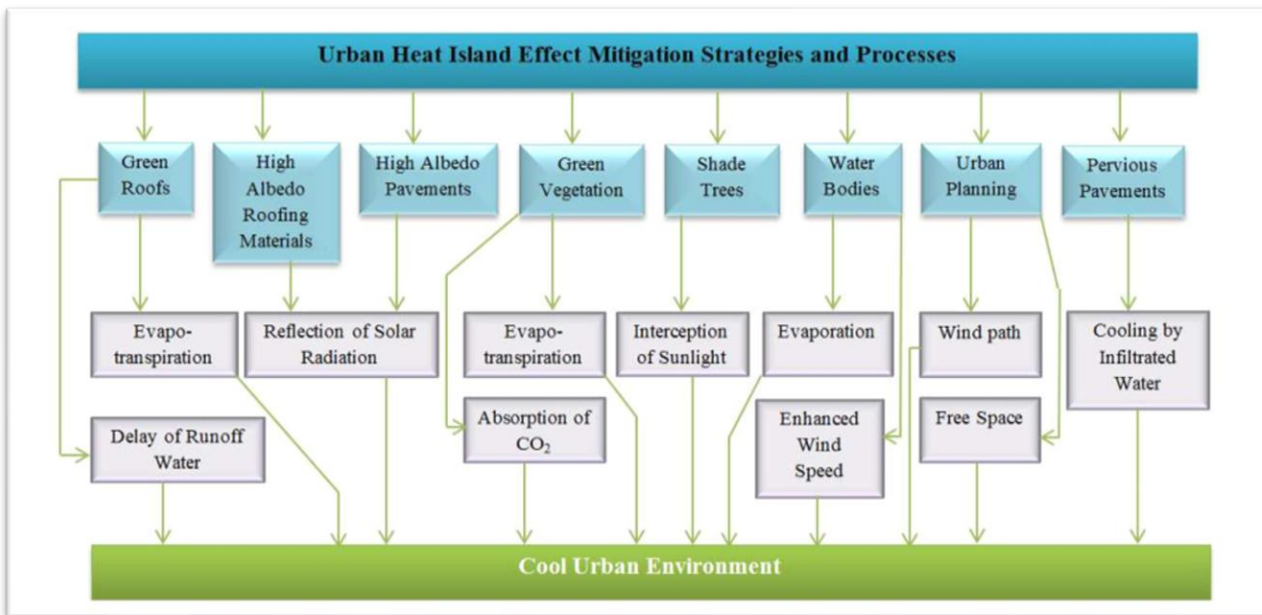 Urban Heat Island Effect Mitigation Strategies and Processes
Green
Roofs
High
Albedo
Roofing
Materials
High Albedo
Pavements
Green
Vegetation
Shade
Trees
Water
Bodies
Urban
Planning
Pervious
Pavements
Evapo-
transpiration
Reflection of Solar
Radiation
Evapo-
transpiration
Interception
of Sunlight
Evaporation
Wind path
Cooling by
Infiltrated
Water
Delay of Runoff
Water
Absorption of
CO₂
Enhanced
Wind
Speed
Free Space
Cool Urban Environment